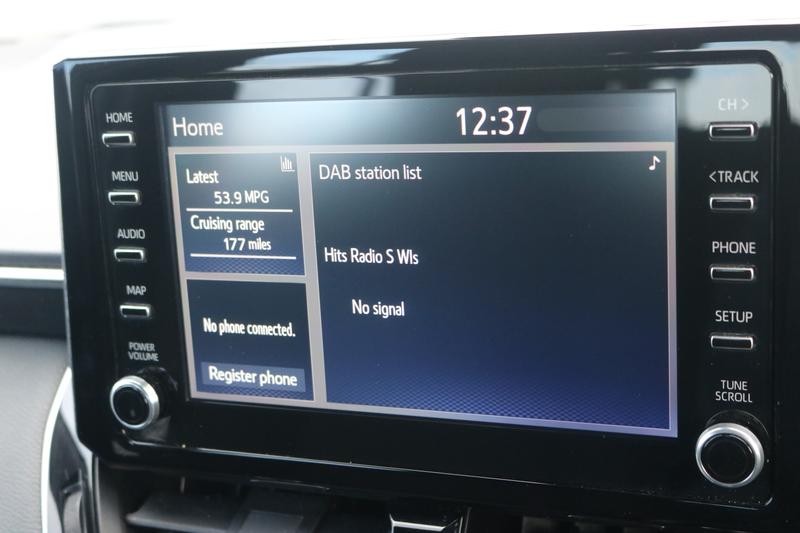 HOME
MENU
AUDIO
MAP
POWER
VOLUME
Home
12:37
Latest
53.9 MPG
Cruising range
177 miles
No phone connected.
Register phone
DAB station list
Hits Radio S Wls
No signal
CH >
<TRACK
PHONE
SETUP
TUNE
SCROLL